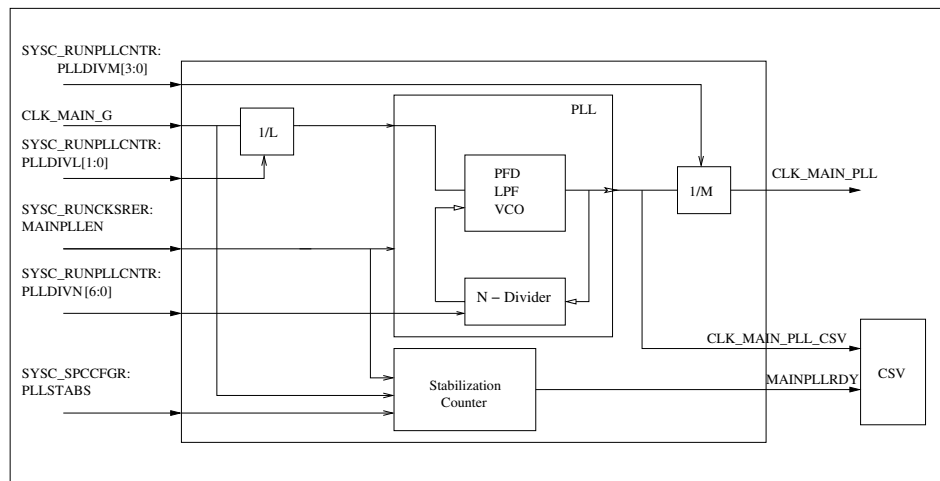 SYSC_RUNPLLCNTR:
PLLDIVM[3:0]
CLK_MAIN_G
SYSC_RUNPLLCNTR:
PLLDIVL[1:0]
SYSC_RUNCKSRER:
MAINPLLEN
SYSC_RUNPLLCNTR:
PLLDIVN[6:0]
SYSC_SPCCFGR:
PLLSTABS
1/L
PLL
PFD
LPF
VCO
N – Divider
Stabilization
Counter
1/M
CLK_MAIN_PLL
CLK_MAIN_PLL_CSV
MAINPLLRDY
CSV